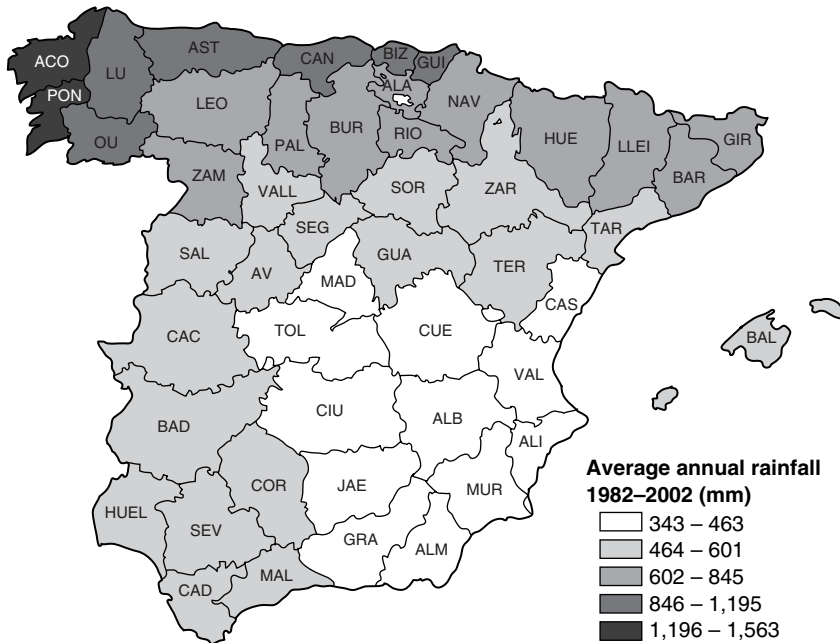 ACO
LU
AST
CAN
BIZ
GUI
PON
OU
LEO
PAL
BUR
ALA
RIO
NAV
HUE
LLEI
GIR
BAR
ZAM
VALL
SOR
ZAR
TAR
SEG
SAL
AV
MAD
GUA
TER
CAS
CAC
TOL
CUE
BAL
VAL
BAD
CIU
ALB
ALI
HUEL
SEV
COR
JAE
MUR
GRA
ALM
CAD
MAL
Average annual rainfall
1982–2002 (mm)
343 – 463
464 – 601
602 – 845
846 – 1,195
1,196 – 1,563